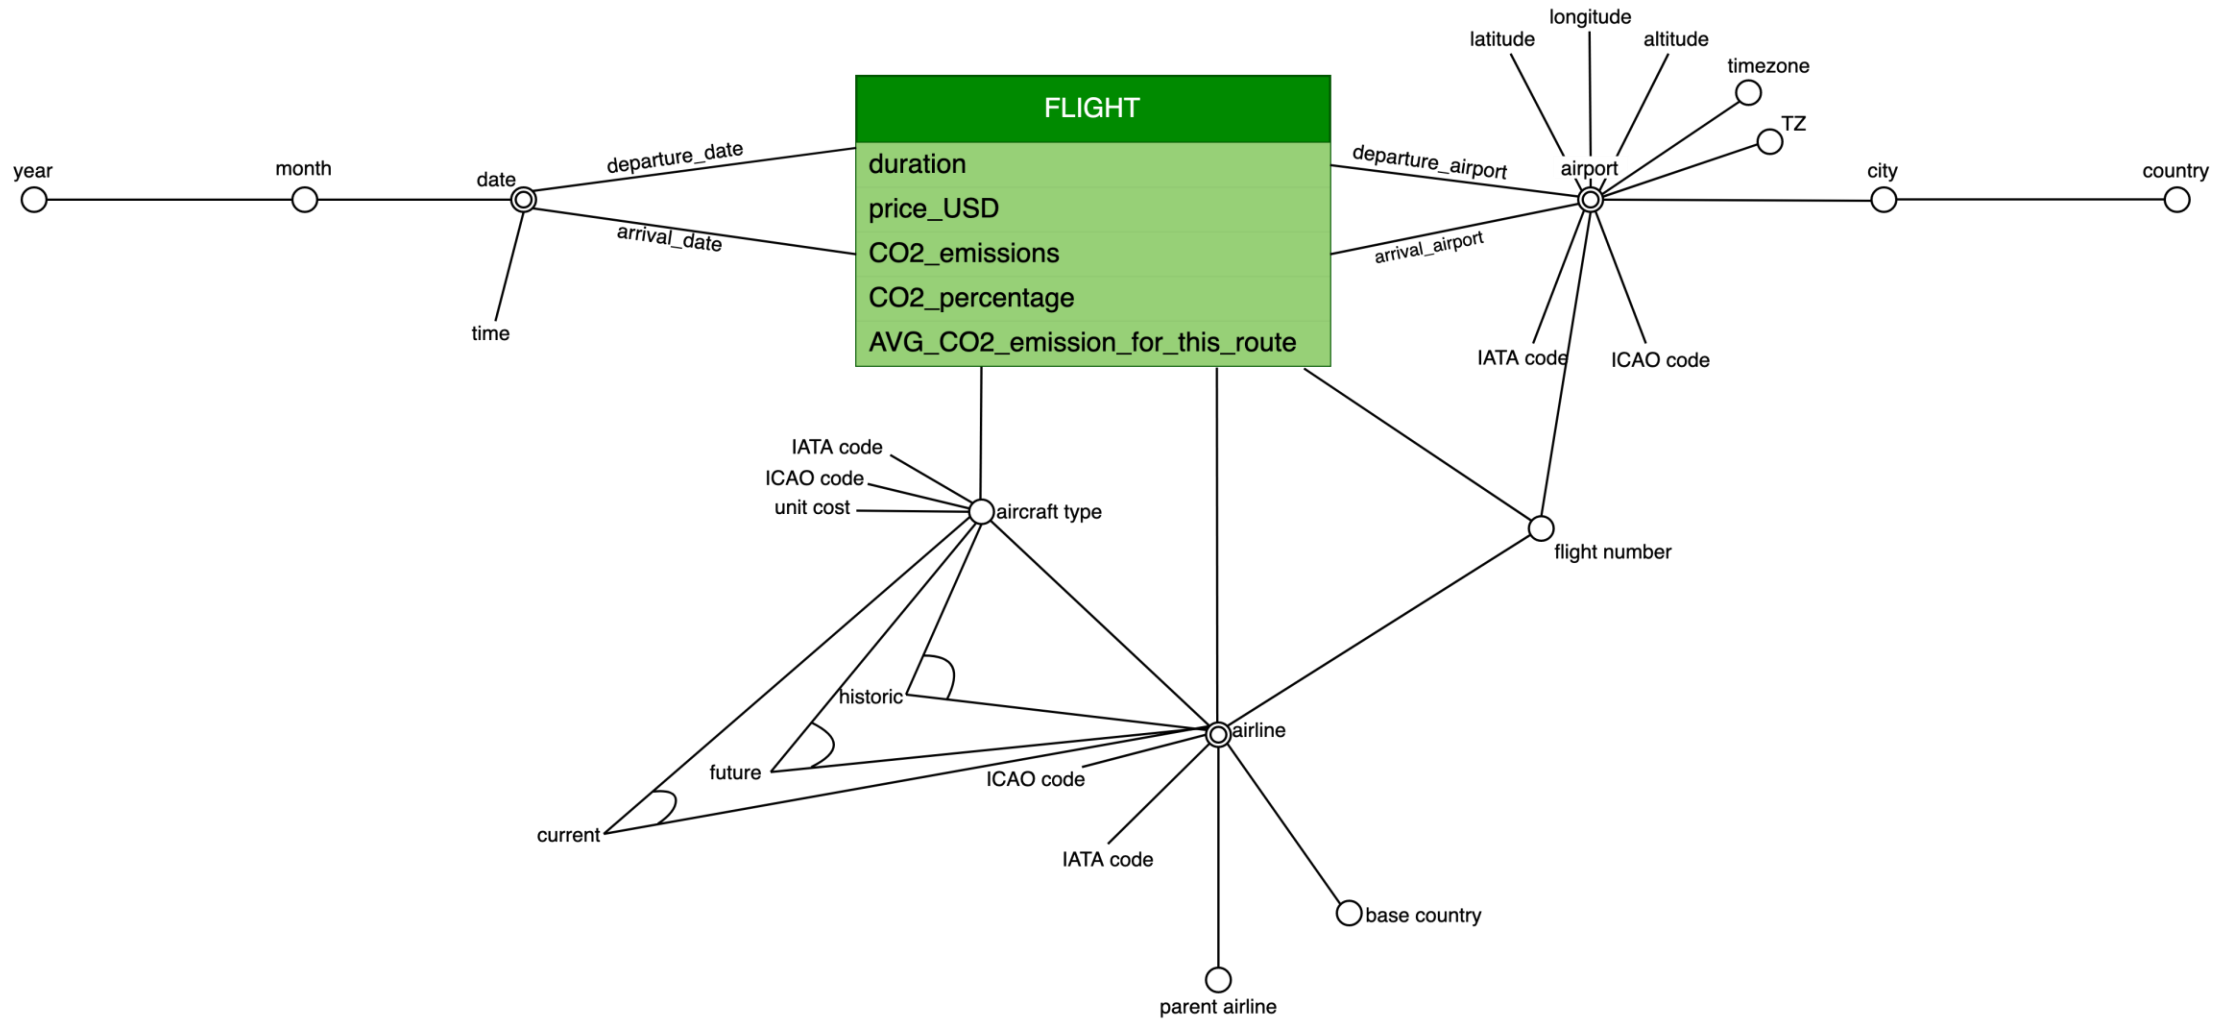 longitude
latitude
altitude
timezone
TZ
FLIGHT
duration
price_USD
CO2_emissions
CO2_percentage
AVG_CO2_emission_for_this_route
year
month
date
departure_date
arrival_date
time
departure_airport
arrival_airport
airport
city
country
IATA code
ICAO code
IATA code
ICAO code
unit cost
aircraft type
flight number
historic
future
current
airline
ICAO code
IATA code
base country
parent airline